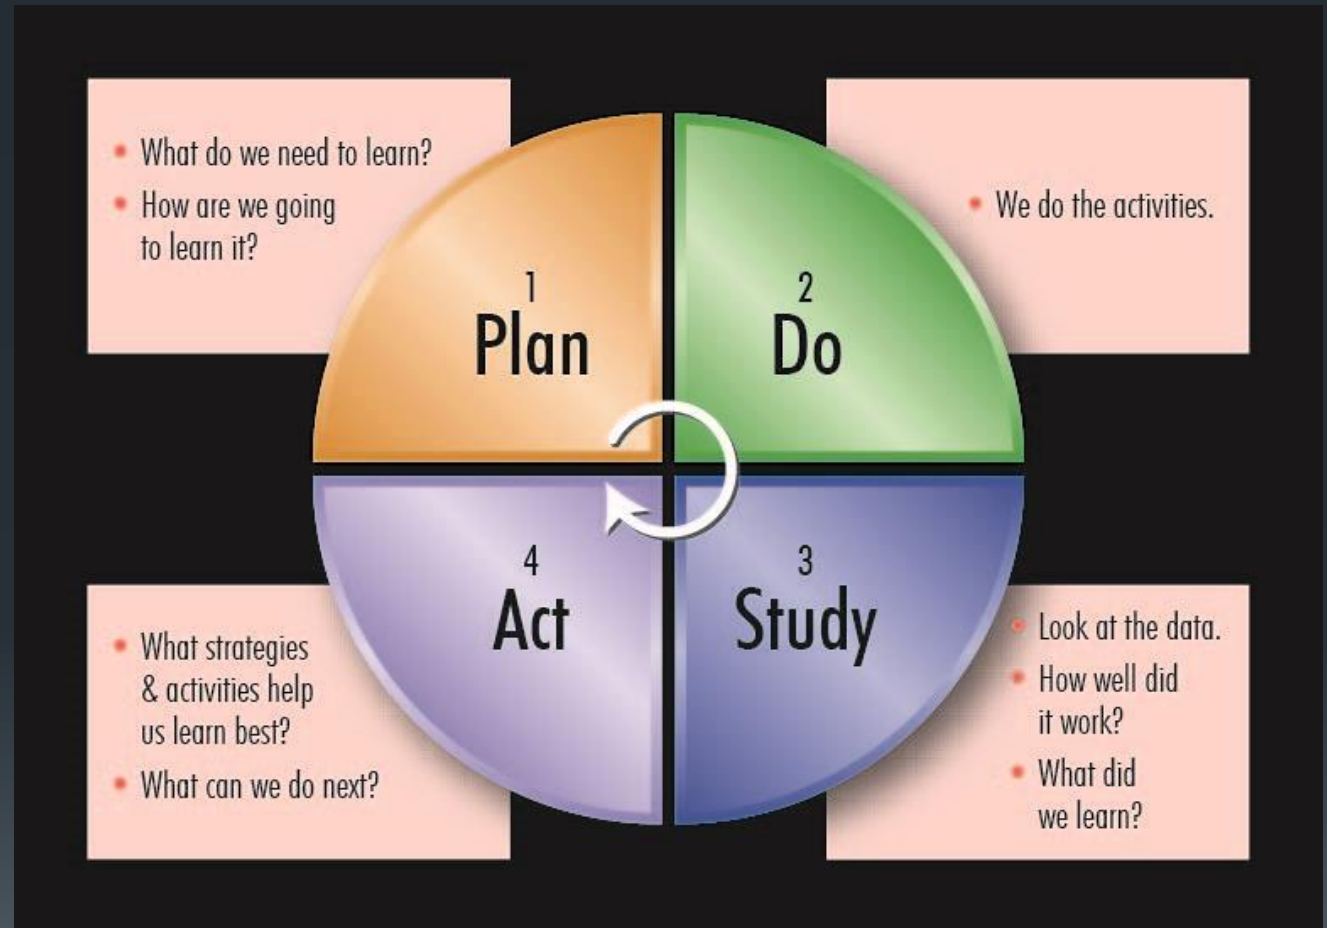 • What do we need to learn?
• How are we going
to learn it?
1
Plan
2
Do
• We do the activities.
4
Act
3
Study
• What strategies
& activities help
us learn best?
• What can we do next?
• Look at the data.
• How well did
it work?
• What did
we learn?